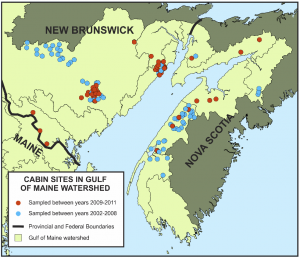 NEW BRUNSWICK
MAINE
NOVA SCOTIA
CABIN SITES IN GULF
OF MAINE WATERSHED
Sampled between years 2009-2011
Sampled between years 2002-2008
Provincial and Federal Boundaries
Gulf of Maine watershed